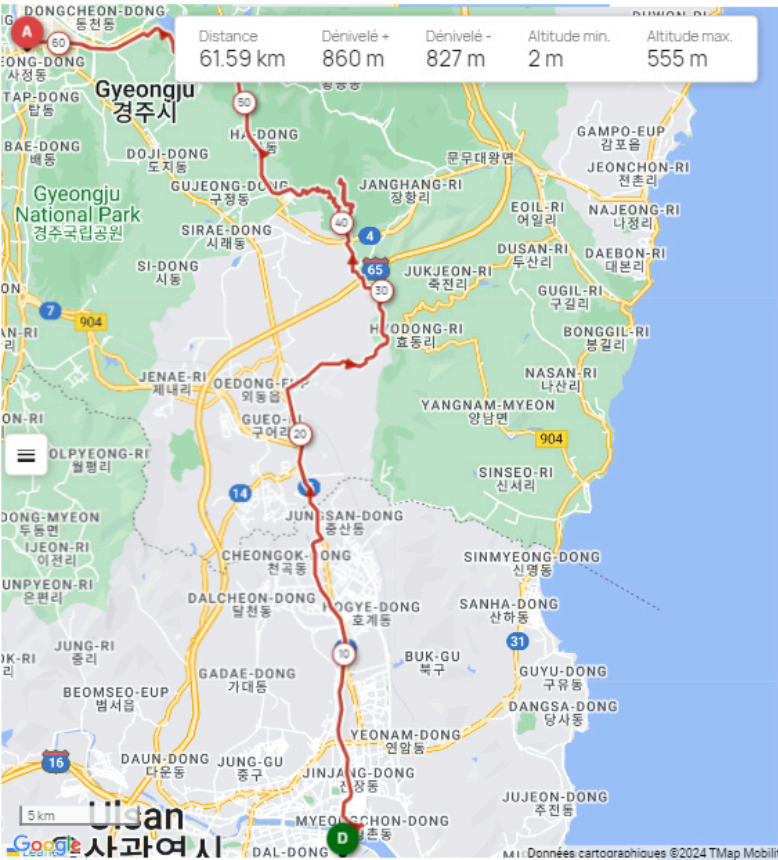 DONGCHEON-DONG
동천동
A
60
사정동
TAP-DONG
탑동
Gyeongju
경주시
Distance
61.59 km
Dénivelé +
860 m
Dénivelé -
827 m
Altitude min.
2 m
Altitude max.
555 m
50
BAE-DONG
배동
DOJI-DONG
도지동
GUJEONG-DONG
구정동
JANGHANG-RI
장항리
문무대왕면
GAMPO-EUP
감포읍
JEONCHON-RI
전촌리
Gyeongju
National Park
경주국립공원
SIRAE-DONG
시래동
40
4
EOIL-RI
어일리
NAJEONG-RI
나정리
SI-DONG
시동
65
JUKJEON-RI
죽전리
DUSAN-RI
두산리
DAEBON-RI
대본리
30
GUGIL-RI
구길리
7
904
HYODONG-RI
효동리
BONGGIL-RI
봉길리
JENAE-RI
제내리
OEDONG-EUP
외동읍
NASAN-RI
나산리
GUEO-RI
구어리
YANGNAM-MYEON
양남면
20
904
OLPYEONG-RI
월평리
SINSEO-RI
신서리
14
DONG-MYEON
두동면
JUNGSAN-DONG
중산동
IJEON-RI
이전리
CHEONGOK-DONG
천곡동
SINMYEONG-DONG
신명동
UNPYEON-RI
은편리
DALCHEON-DONG
달천동
HOGYE-DONG
호계동
SANHA-DONG
산하동
JUNG-RI
중리
10
31
BUK-GU
북구
GADAE-DONG
가대동
GUYU-DONG
구유동
BEOMSEO-EUP
범서읍
DANGSA-DONG
당사동
YEONAM-DONG
연암동
DAUN-DONG
다운동
JUNG-GU
중구
16
JINJANG-DONG
진장동
JUJEON-DONG
주전동
5 km
Ulsan
MYEONGCHON-DONG
명촌동
D
Google
DAL-DONG
Données cartographiques ©2024 TMap Mobili